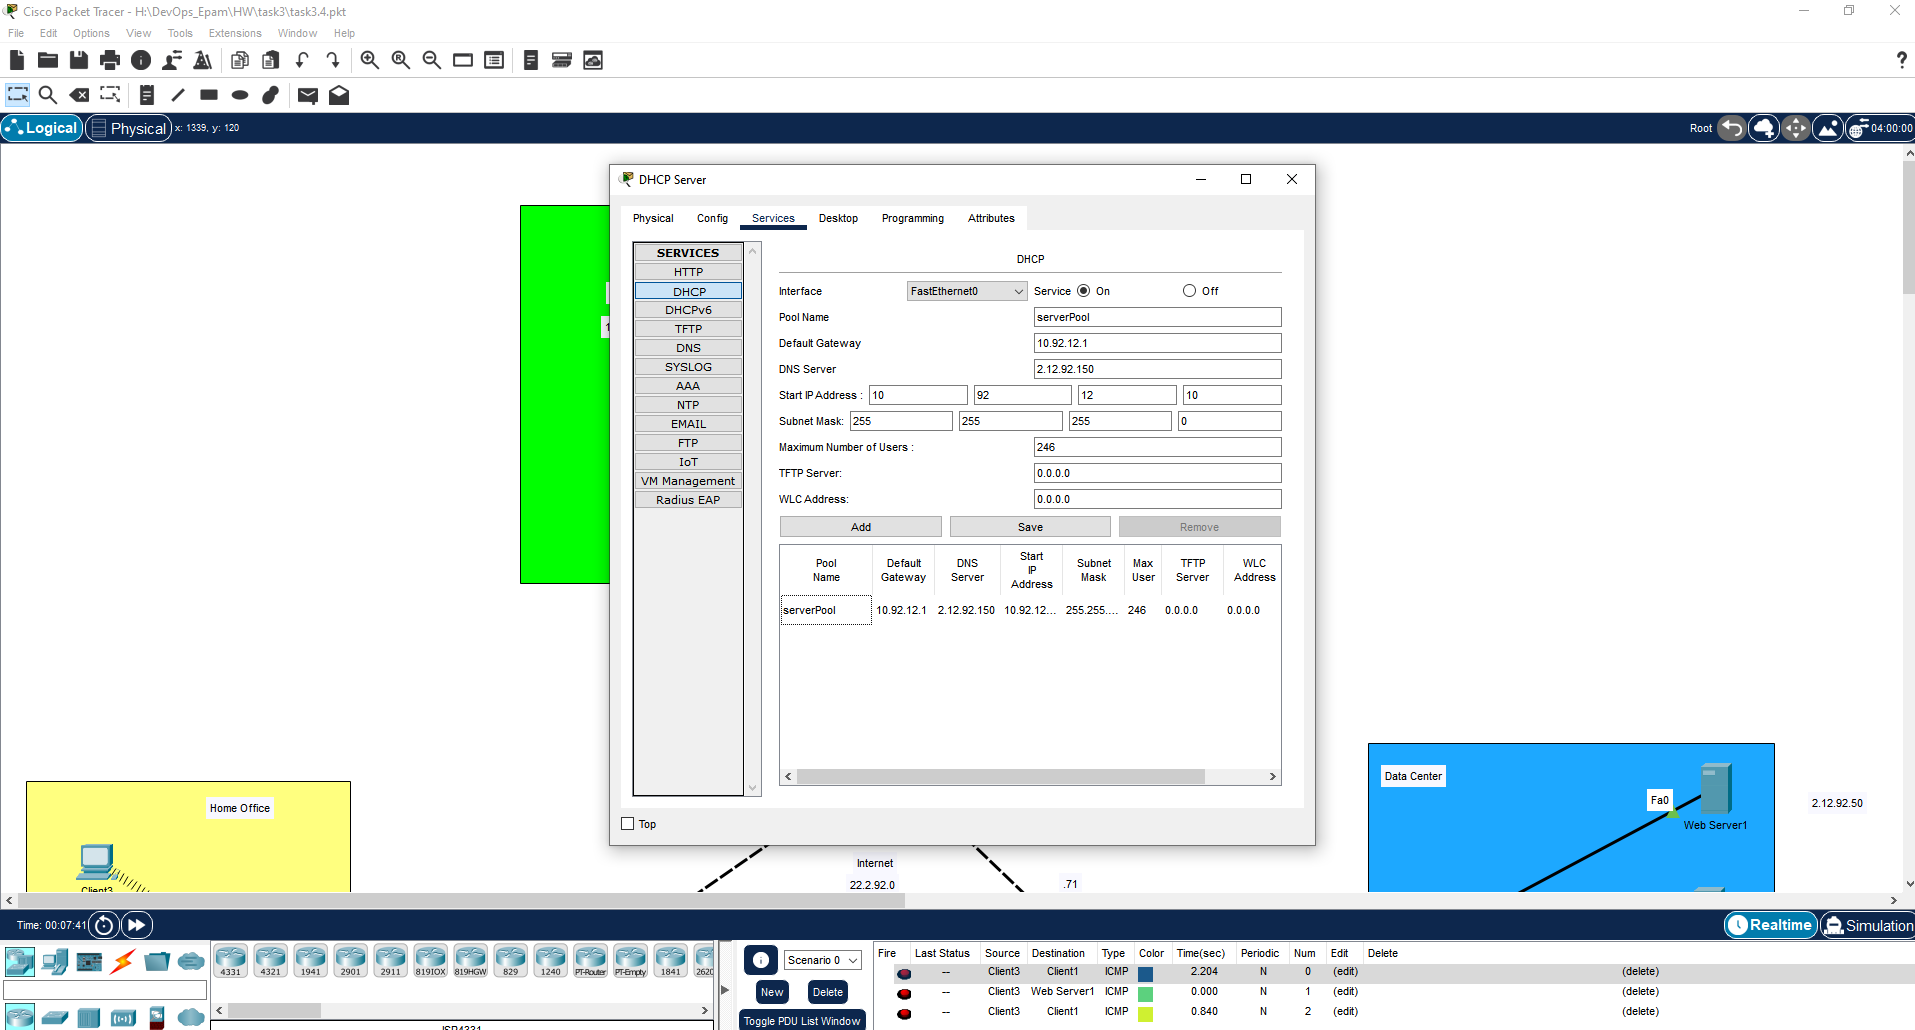 Cisco Packet Tracer - H:\DevOps_Epam\HW\task3\task3.4.pkt
File Edit Options View Tools Extensions Window Help
?
Logical Physical x: 1339, y: 120 Root 04:00:00
DHCP Server
Physical Config Services Desktop Programming Attributes
SERVICES
HTTP
DHCP
DHCPv6
TFTP
DNS
SYSLOG
AAA
NTP
EMAIL
FTP
IoT
VM Management
Radius EAP
DHCP
Interface FastEthernet0 Service On Off
Pool Name serverPool
Default Gateway 10.92.12.1
DNS Server 2.12.92.150
Start IP Address : 10 92 12 10
Subnet Mask: 255 255 255 0
Maximum Number of Users : 246
TFTP Server: 0.0.0.0
WLC Address: 0.0.0.0
Add Save Remove
Pool Name Default Gateway DNS Server Start IP Address Subnet Mask Max User TFTP Server WLC Address
serverPool 10.92.12.1 2.12.92.150 10.92.12... 255.255.... 246 0.0.0.0 0.0.0.0
Top
1
Home Office
Client3
Internet
22.2.92.0
.71
Data Center
Fa0
Web Server1
2.12.92.50
Time: 00:07:41 Realtime Simulation
4331 4321 1941 2901 2911 819IOX 819HGW 829 1240 PT-Router PT-Empty 1841 2620
ISR4331
Scenario 0
New Delete
Toggle PDU List Window
Fire Last Status Source Destination Type Color Time(sec) Periodic Num Edit Delete
-- Client3 Client1 ICMP 2.204 N 0 (edit) (delete)
-- Client3 Web Server1 ICMP 0.000 N 1 (edit) (delete)
-- Client3 Client1 ICMP 0.840 N 2 (edit) (delete)